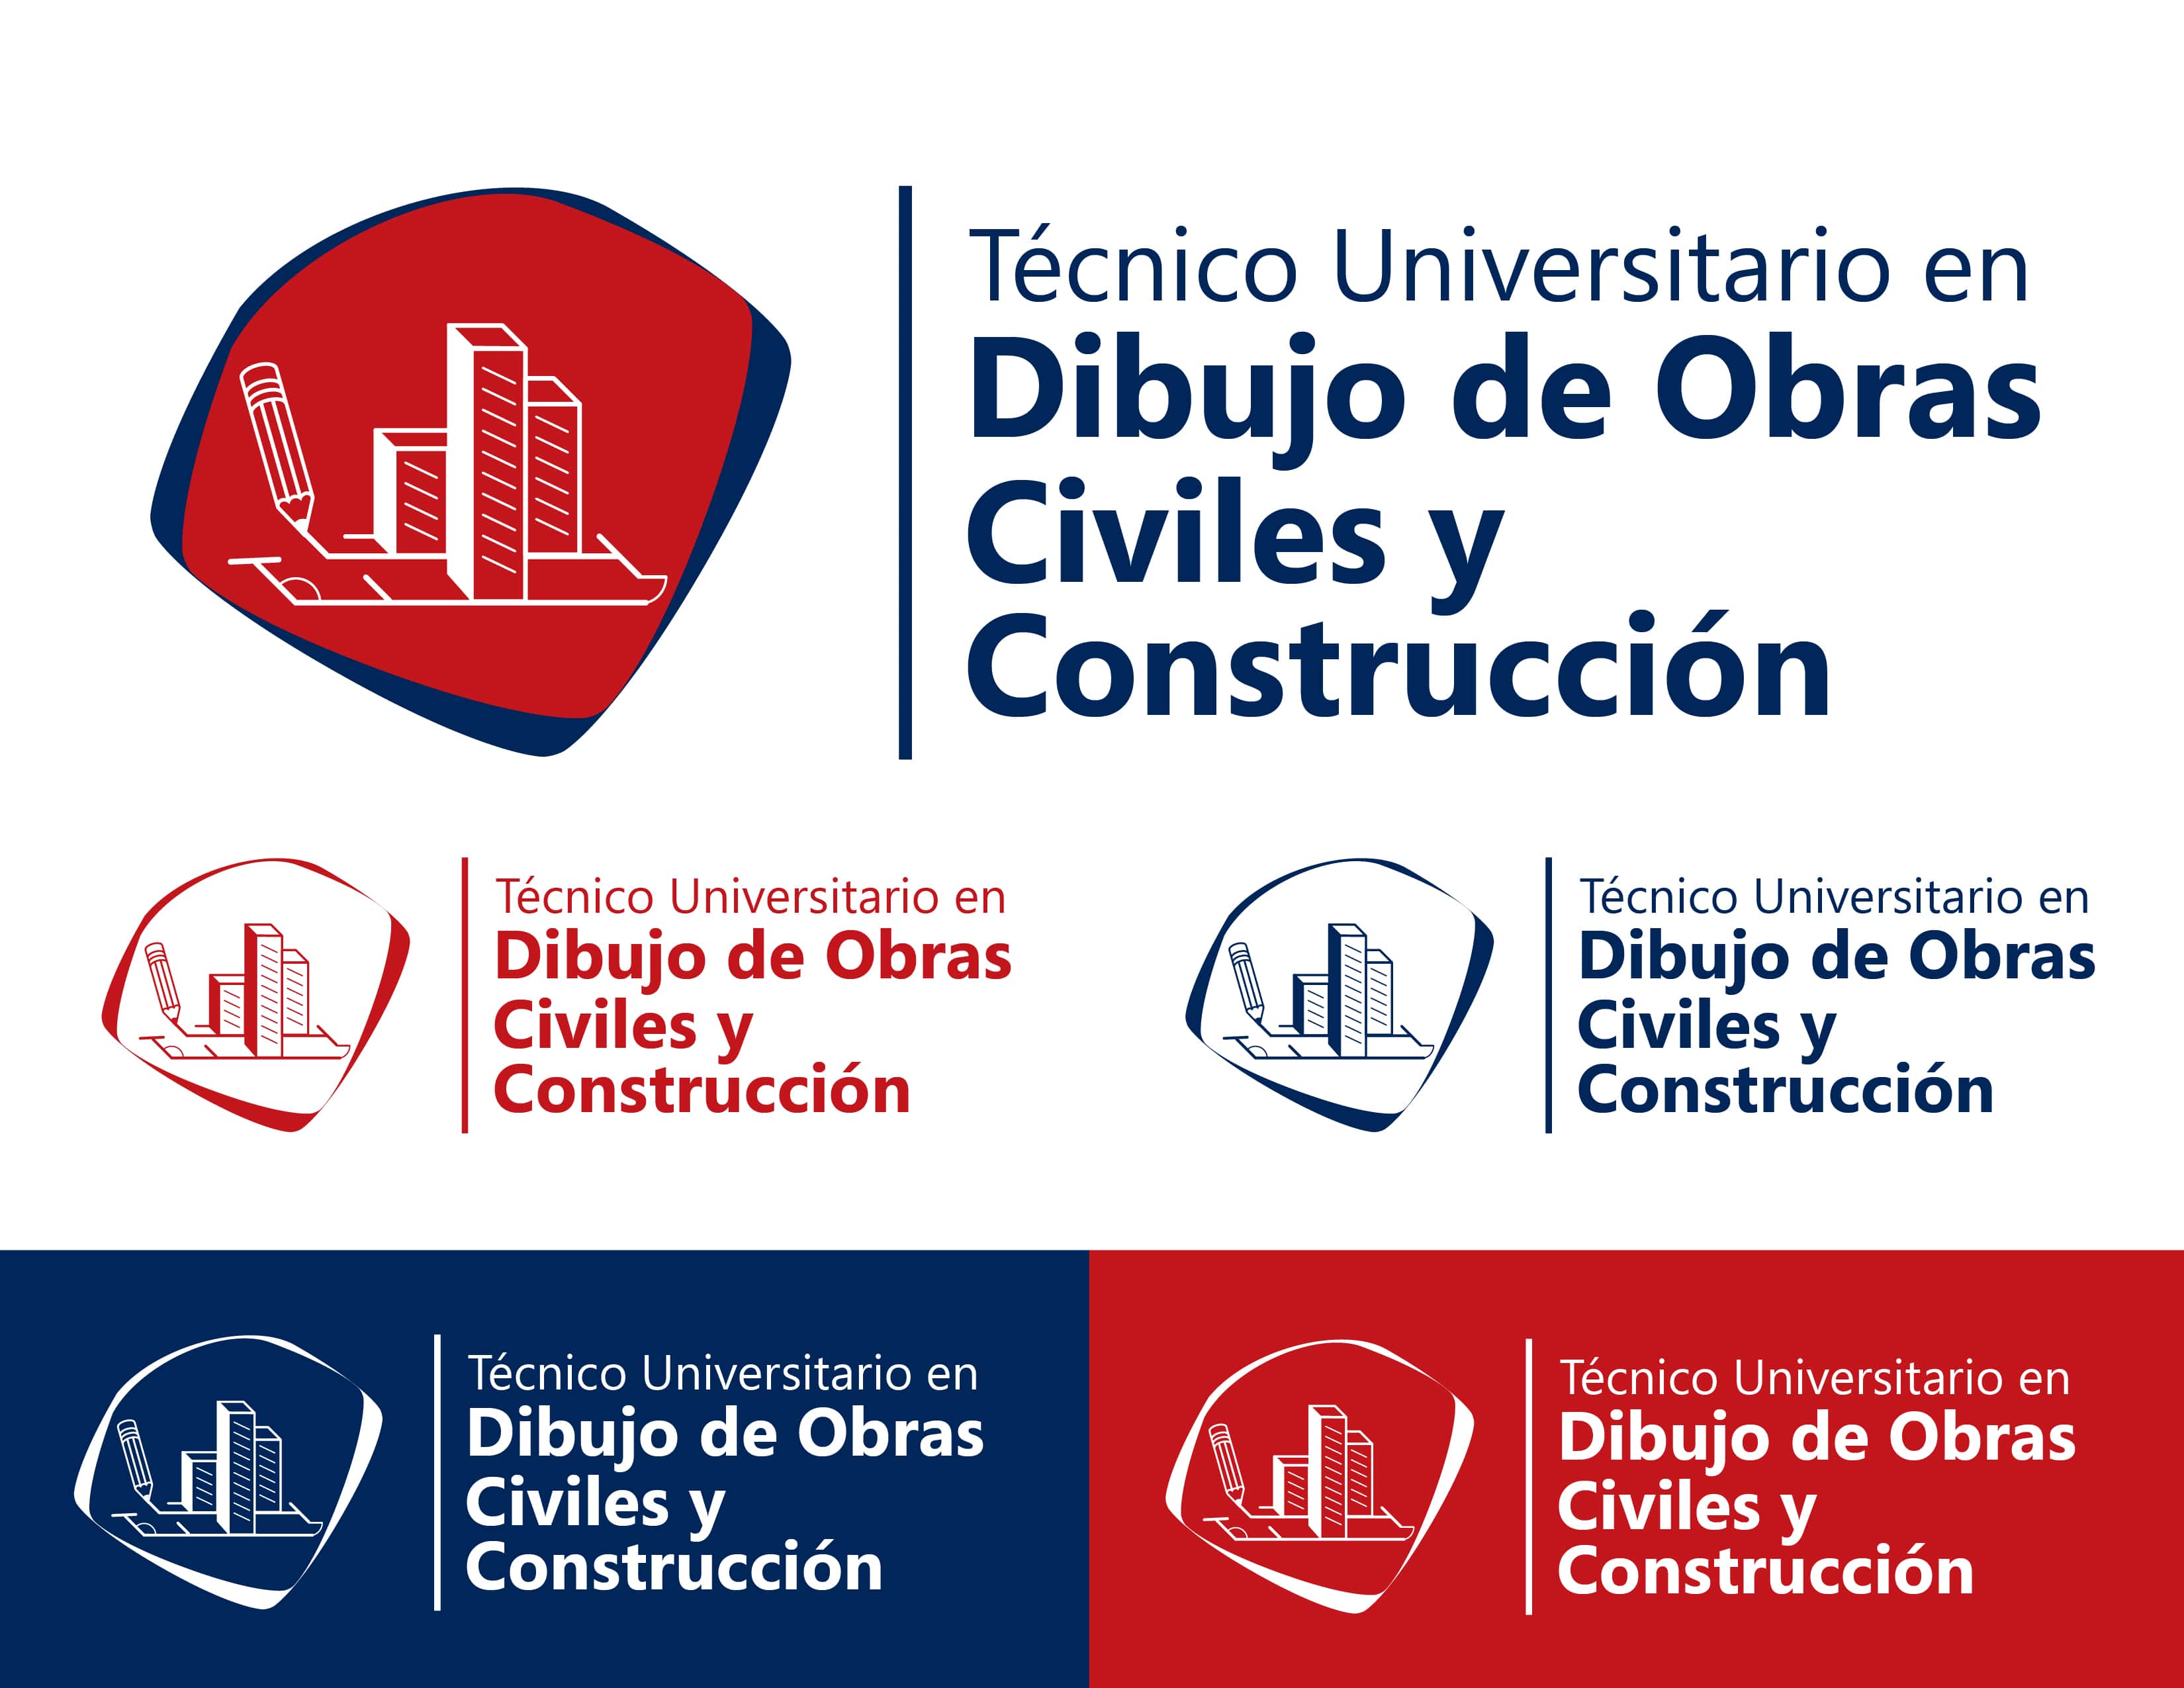 Técnico Universitario en
Dibujo de Obras
Civiles y
Construcción
Técnico Universitario en
Dibujo de Obras
Civiles y
Construcción
Técnico Universitario en
Dibujo de Obras
Civiles y
Construcción
Técnico Universitario en
Dibujo de Obras
Civiles y
Construcción
Técnico Universitario en
Dibujo de Obras
Civiles y
Construcción